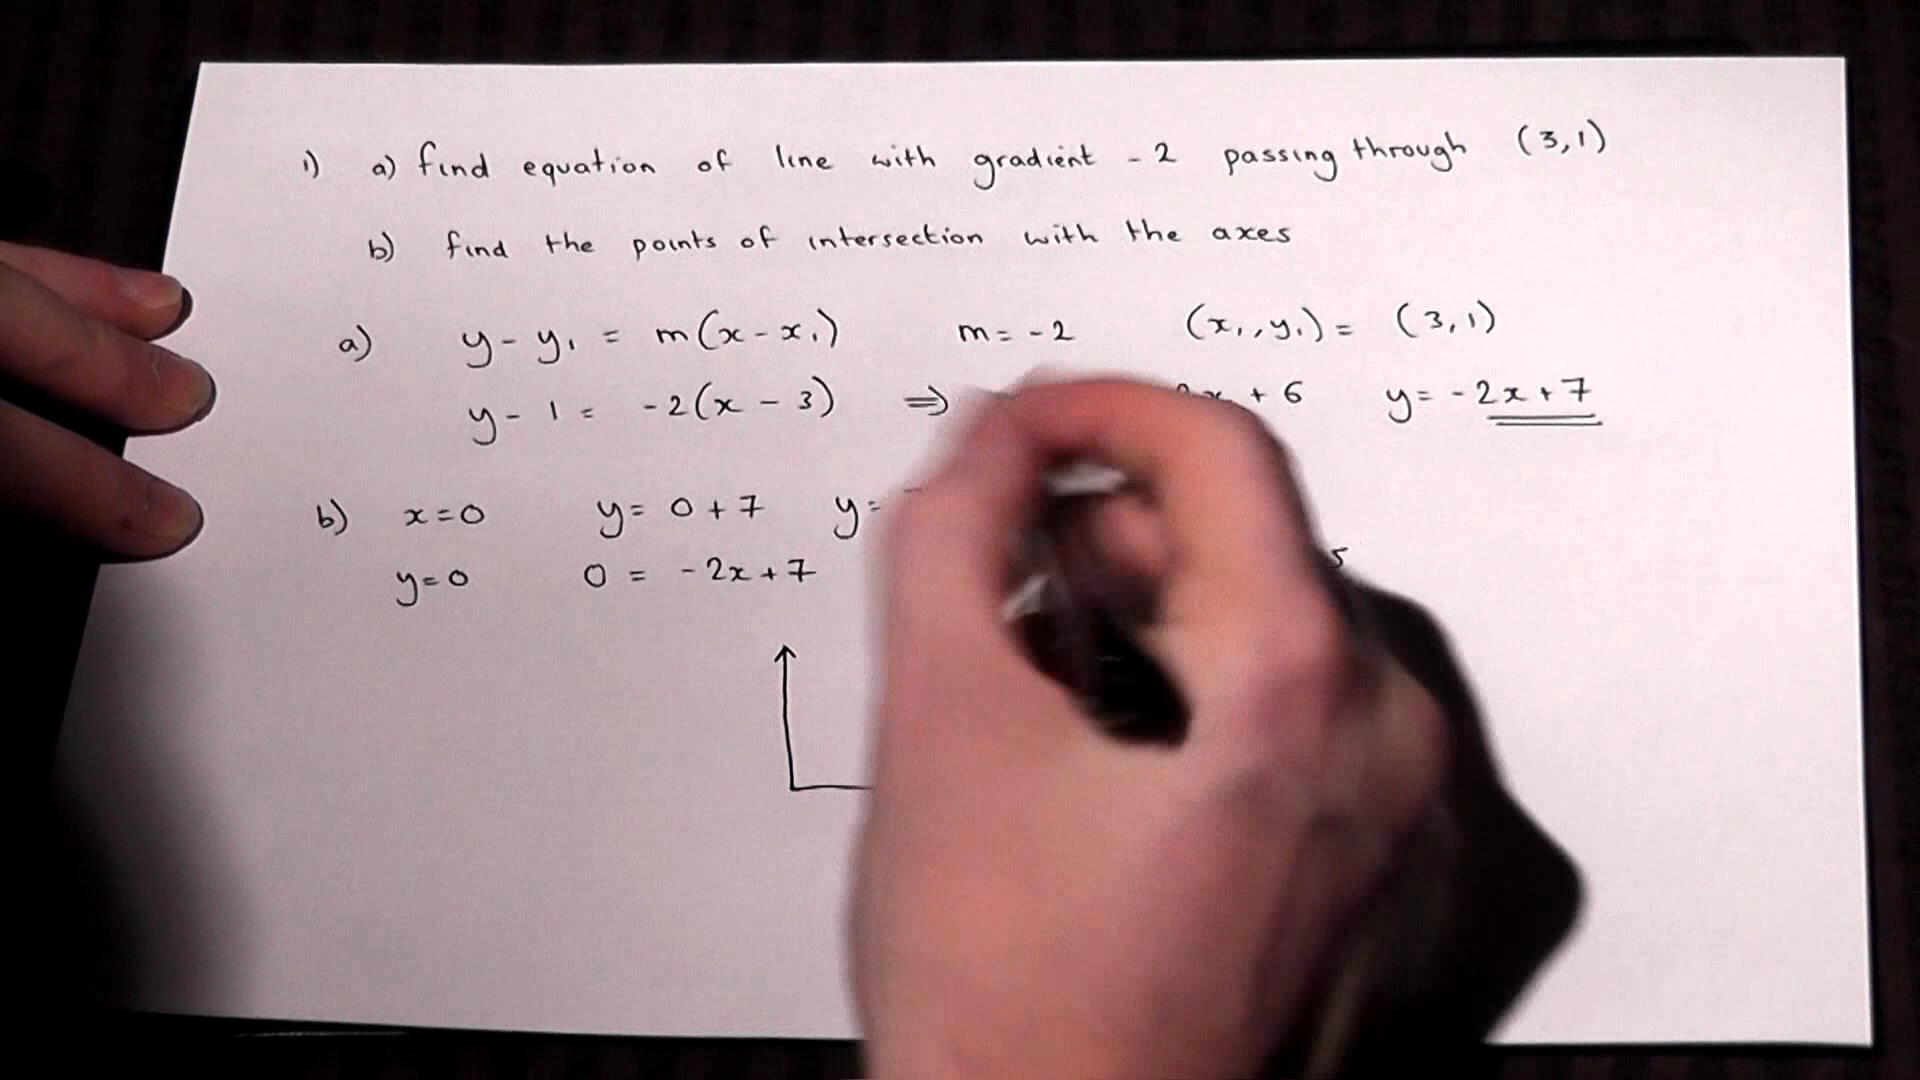 1) a) find equation of line with gradient -2 passing through (3,1)
b) find the points of intersection with the axes
a) y - y₁ = m(x - x₁) m = -2 (x₁, y₁) = (3,1)
y - 1 = -2(x - 3) ⇒ + 6 y = -2x + 7
b) x=0 y = 0 + 7 y =
y=0 0 = -2x + 7